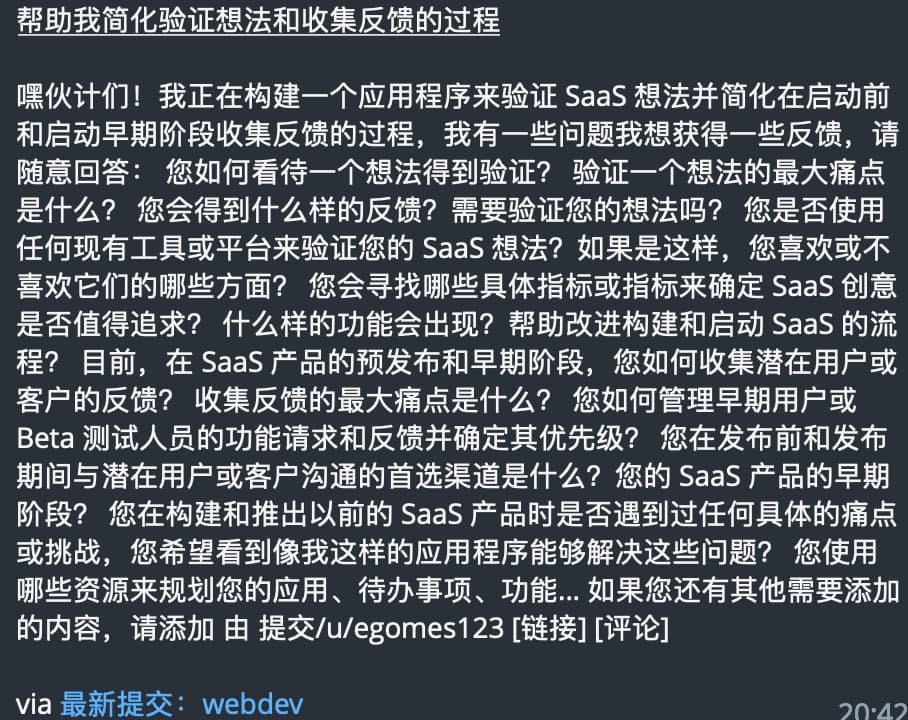 帮助我简化验证想法和收集反馈的过程
嘿伙计们！我正在构建一个应用程序来验证 SaaS 想法并简化在启动前
和启动早期阶段收集反馈的过程，我有一些问题我想获得一些反馈，请
随意回答： 您如何看待一个想法得到验证？ 验证一个想法的最大痛点
是什么？ 您会得到什么样的反馈？需要验证您的想法吗？ 您是否使用
任何现有工具或平台来验证您的 SaaS 想法？如果是这样，您喜欢或不
喜欢它们的哪些方面？ 您会寻找哪些具体指标或指标来确定 SaaS 创意
是否值得追求？ 什么样的功能会出现？帮助改进构建和启动 SaaS 的流
程？ 目前，在 SaaS 产品的预发布和早期阶段，您如何收集潜在用户或
客户的反馈？ 收集反馈的最大痛点是什么？ 您如何管理早期用户或
Beta 测试人员的功能请求和反馈并确定其优先级？ 您在发布前和发布
期间与潜在用户或客户沟通的首选渠道是什么？您的 SaaS 产品的早期
阶段？ 您在构建和推出以前的 SaaS 产品时是否遇到过任何具体的痛点
或挑战，您希望看到像我这样的应用程序能够解决这些问题？ 您使用
哪些资源来规划您的应用、待办事项、功能... 如果您还有其他需要添加
的内容，请添加 由 提交/u/egomes123 [链接] [评论]
via 最新提交：webdev
20:42